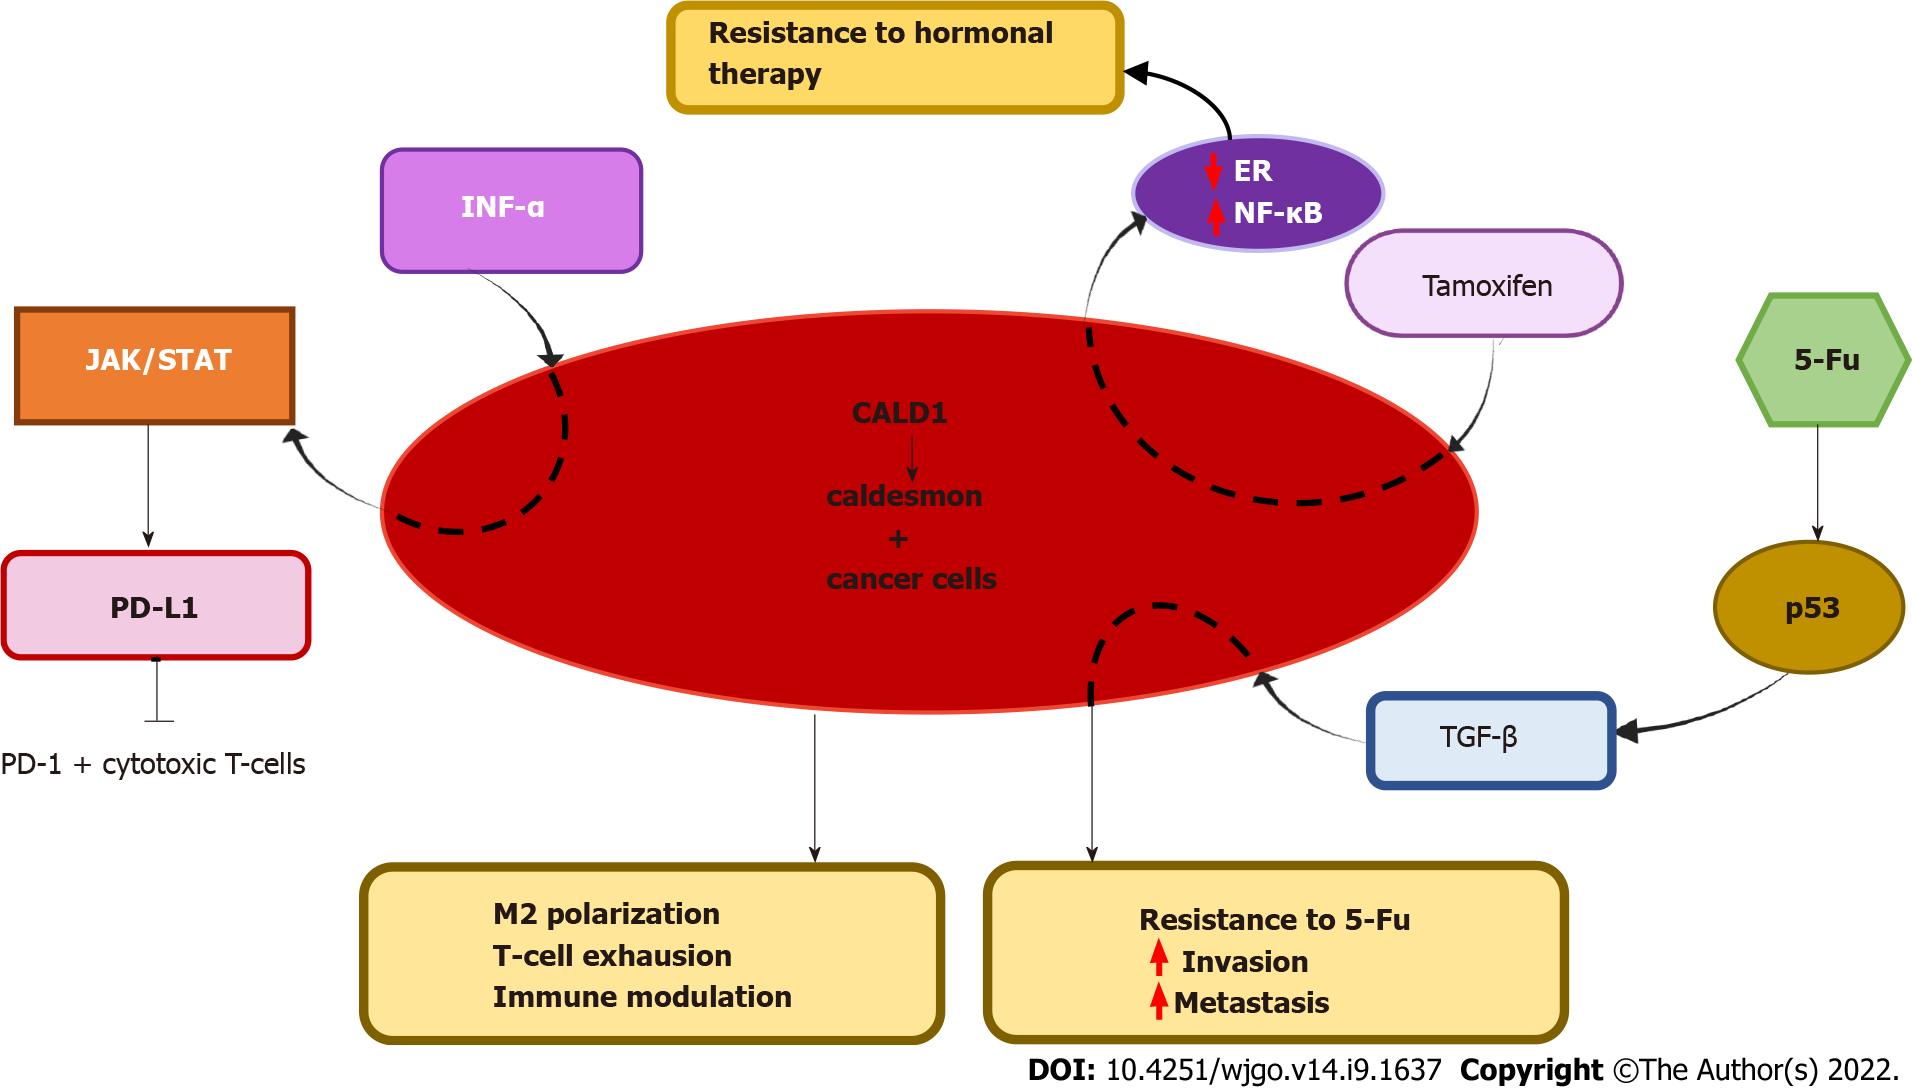 Resistance to hormonal
therapy
ER
NF-κB
INF-α
Tamoxifen
JAK/STAT
5-Fu
CALD1
caldesmon
+
cancer cells
PD-L1
p53
TGF-β
PD-1 + cytotoxic T-cells
M2 polarization
T-cell exhausion
Immune modulation
Resistance to 5-Fu
Invasion
Metastasis
DOI: 10.4251/wjgo.v14.i9.1637 Copyright ©The Author(s) 2022.